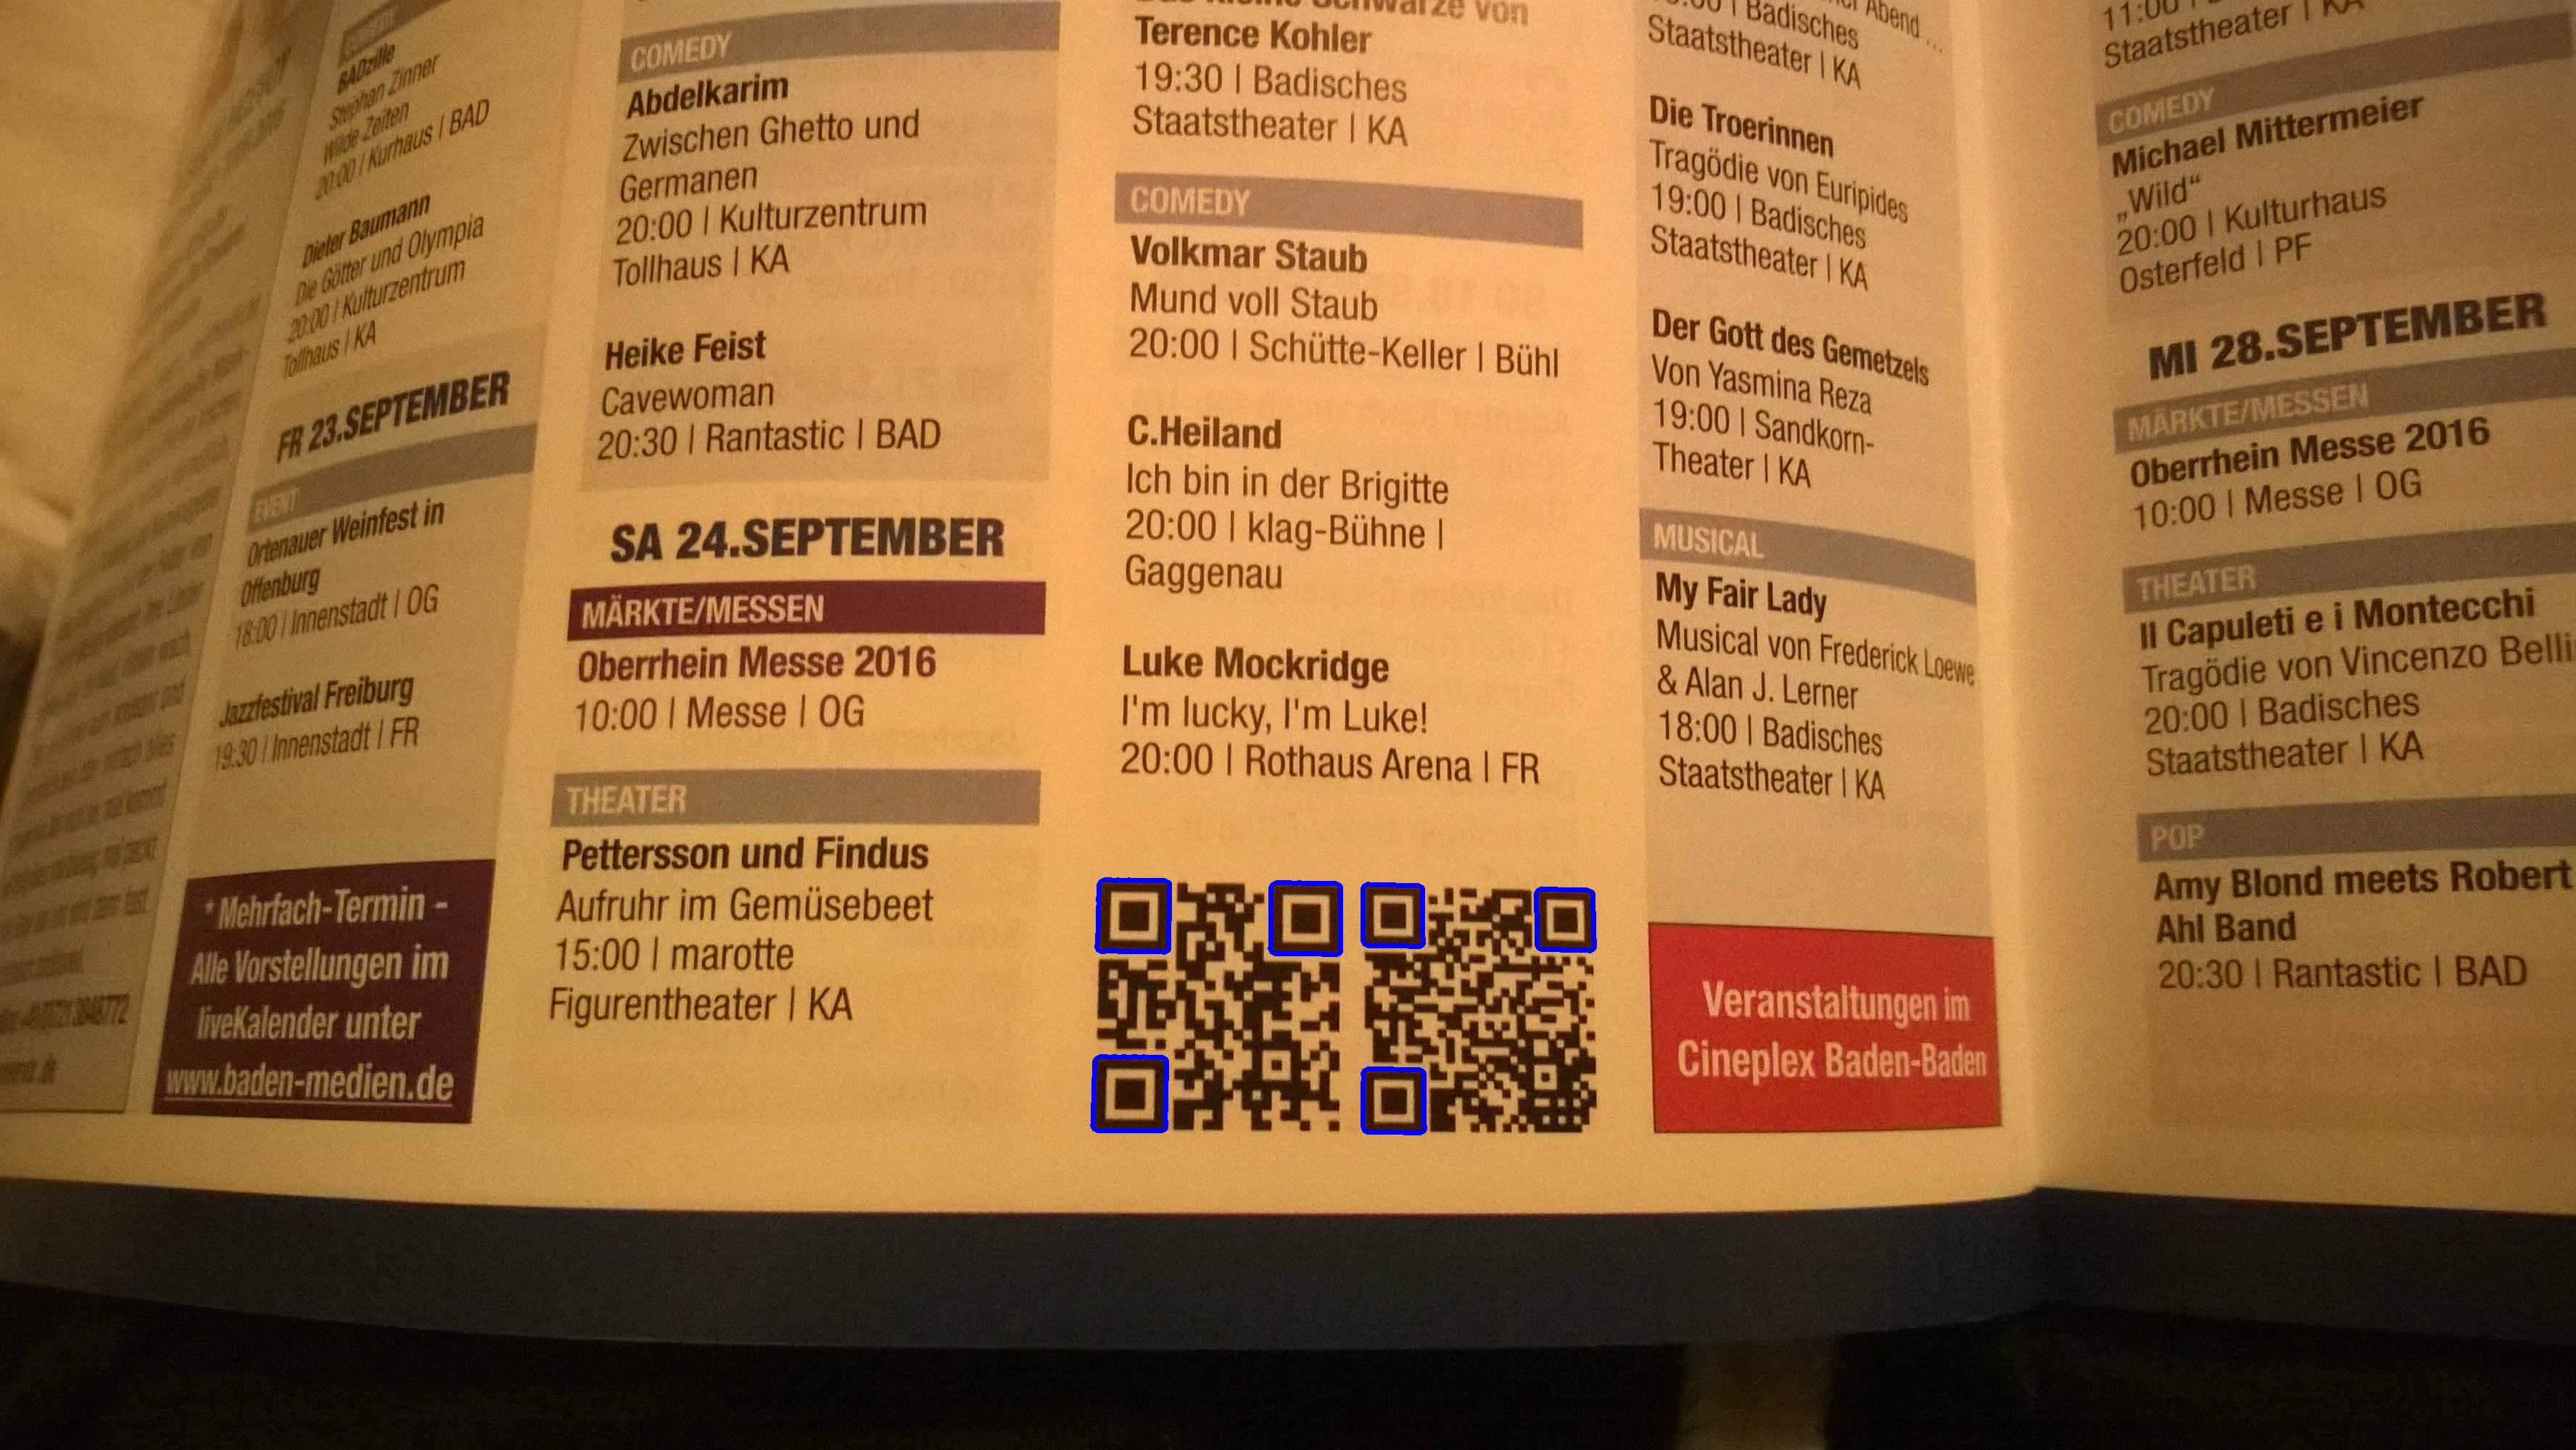 COMEDY
BADzille
Stephan Zinner
Wilde Zeiten
20:00 | Kurhaus | BAD
Dieter Baumann
Die Götter und Olympia
20:00 | Kulturzentrum
Tollhaus | KA
FR 23.SEPTEMBER
EVENT
Ortenauer Weinfest in
Offenburg
18:00 | Innenstadt | OG
Jazzfestival Freiburg
19:30 | Innenstadt | FR
* Mehrfach-Termin -
Alle Vorstellungen im
liveKalender unter
www.baden-medien.de
COMEDY
Abdelkarim
Zwischen Ghetto und
Germanen
20:00 | Kulturzentrum
Tollhaus | KA
Heike Feist
Cavewoman
20:30 | Rantastic | BAD
SA 24.SEPTEMBER
MÄRKTE/MESSEN
Oberrhein Messe 2016
10:00 | Messe | OG
THEATER
Pettersson und Findus
Aufruhr im Gemüsebeet
15:00 | marotte
Figurentheater | KA
Das kleine Schwarze von
Terence Kohler
19:30 | Badisches
Staatstheater | KA
COMEDY
Volkmar Staub
Mund voll Staub
20:00 | Schütte-Keller | Bühl
C.Heiland
Ich bin in der Brigitte
20:00 | klag-Bühne |
Gaggenau
Luke Mockridge
I'm lucky, I'm Luke!
20:00 | Rothaus Arena | FR
Abend ...
| Badisches
Staatstheater | KA
Die Troerinnen
Tragödie von Euripides
19:00 | Badisches
Staatstheater | KA
Der Gott des Gemetzels
Von Yasmina Reza
19:00 | Sandkorn-
Theater | KA
MUSICAL
My Fair Lady
Musical von Frederick Loewe
& Alan J. Lerner
18:00 | Badisches
Staatstheater | KA
Veranstaltungen im
Cineplex Baden-Baden
11:00 |
Staatstheater | KA
COMEDY
Michael Mittermeier
„Wild“
20:00 | Kulturhaus
Osterfeld | PF
MI 28.SEPTEMBER
MÄRKTE/MESSEN
Oberrhein Messe 2016
10:00 | Messe | OG
THEATER
Il Capuleti e i Montecchi
Tragödie von Vincenzo Belli
20:00 | Badisches
Staatstheater | KA
POP
Amy Blond meets Robert
Ahl Band
20:30 | Rantastic | BAD